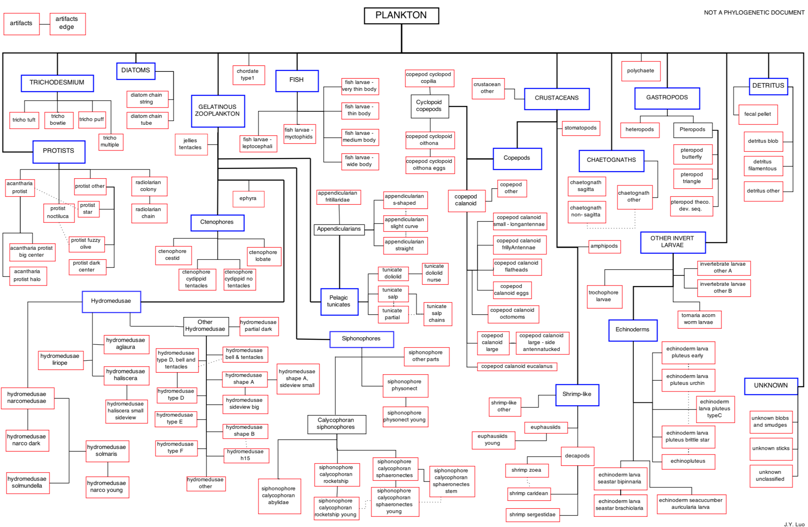 PLANKTON
NOT A PHYLOGENETIC DOCUMENT
artifacts
artifacts
edge
TRICHODESMIUM
tricho tuft
tricho
bowtie
tricho puff
tricho
multiple
DIATOMS
diatom chain
string
diatom chain
tube
PROTISTS
acantharia
protist
protist other
protist
noctiluca
protist
star
protist fuzzy
olive
protist dark
center
acantharia protist
big center
acantharia
protist halo
radiolarian
colony
radiolarian
chain
GELATINOUS
ZOOPLANKTON
jellies
tentacles
ephyra
chordate
type1
FISH
fish larvae -
leptocephali
fish larvae -
myctophids
fish larvae -
very thin body
fish larvae -
thin body
fish larvae -
medium body
fish larvae -
wide body
Ctenophores
ctenophore
cestid
ctenophore
cydippid
tentacles
ctenophore
cydippid no
tentacles
ctenophore
lobate
appendicularian
fritillaridae
Appendicularians
appendicularian
s-shaped
appendicularian
slight curve
appendicularian
straight
Pelagic
tunicates
tunicate
doliolid
tunicate
doliolid
nurse
tunicate
salp
tunicate
partial
tunicate
salp
chains
copepod cyclopod
copilia
Cyclopoid
copepods
copepod cyclopod
oithona
copepod cyclopod
oithona eggs
crustacean
other
CRUSTACEANS
stomatopods
Copepods
copepod
calanoid
copepod
other
copepod calanoid
small - longantennae
copepod calanoid
frillyAntennae
copepod calanoid
flatheads
copepod
calanoid eggs
copepod calanoid
octomoms
copepod
calanoid
large
copepod calanoid
large - side
antennatucked
copepod calanoid eucalanus
amphipods
polychaete
GASTROPODS
heteropods
Pteropods
pteropod
butterfly
pteropod
triangle
pteropod theco.
dev. seq.
CHAETOGNATHS
chaetognath
sagitta
chaetognath
non- sagitta
chaetognath
other
DETRITUS
fecal pellet
detritus blob
detritus
filamentous
detritus other
OTHER INVERT
LARVAE
trochophore
larvae
invertebrate larvae
other A
invertebrate larvae
other B
tornaria acorn
worm larvae
Echinoderms
echinoderm larva
pluteus early
echinoderm larva
pluteus urchin
echinoderm
larva pluteus
typeC
echinoderm larva
pluteus brittle star
echinopluteus
echinoderm larva
seastar bipinnaria
echinoderm larva
seastar brachiolaria
echinoderm seacucumber
auricularia larva
UNKNOWN
unknown blobs
and smudges
unknown sticks
unknown
unclassified
Hydromedusae
hydromedusae
aglaura
hydromedusae
liriope
hydromedusae
haliscera
hydromedusae
haliscera small
sideview
hydromedusae
narcomedusae
hydromedusae
narco dark
hydromedusae
solmaris
hydromedusae
solmundella
hydromedusae
narco young
Other
Hydromedusae
hydromedusae
partial dark
hydromedusae
type D, bell and
tentacles
hydromedusae
bell & tentacles
hydromedusae
type D
hydromedusae
shape A
hydromedusae
shape A,
sideview small
hydromedusae
sideview big
hydromedusae
type E
hydromedusae
shape B
hydromedusae
type F
hydromedusae
h15
hydromedusae
other
Siphonophores
siphonophore
other parts
siphonophore
physonect
siphonophore
physonect young
Calycophoran
siphonophores
siphonophore
calycophoran
abylidae
siphonophore
calycophoran
rocketship
siphonophore
calycophoran
rocketship young
siphonophore
calycophoran
sphaeronectes
siphonophore
calycophoran
sphaeronectes
young
siphonophore
calycophoran
sphaeronectes
stem
Shrimp-like
shrimp-like
other
euphausiids
euphausiids
young
decapods
shrimp zoea
shrimp caridean
shrimp sergestidae
J.Y. Luo